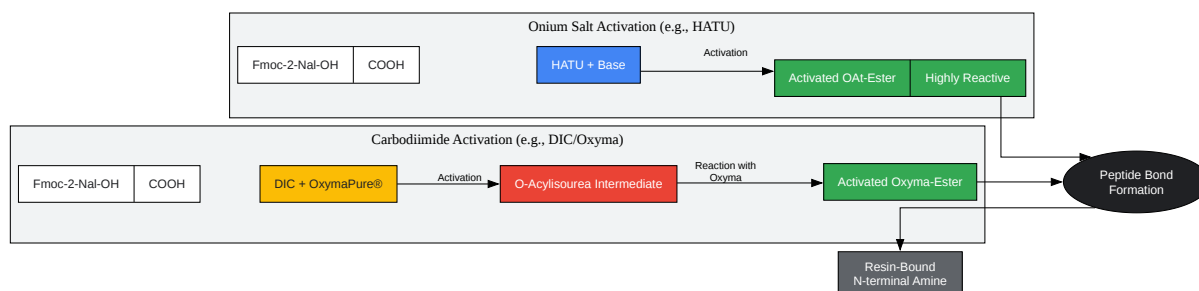 Onium Salt Activation (e.g., HATU)
Fmoc-2-Nal-OH
COOH
HATU + Base
Activation
Activated OAt-Ester
Highly Reactive
Carbodiimide Activation (e.g., DIC/Oxyma)
Fmoc-2-Nal-OH
COOH
DIC + OxymaPure®
Activation
O-Acylisourea Intermediate
Reaction with
Oxyma
Activated Oxyma-Ester
Peptide Bond
Formation
Resin-Bound
N-terminal Amine